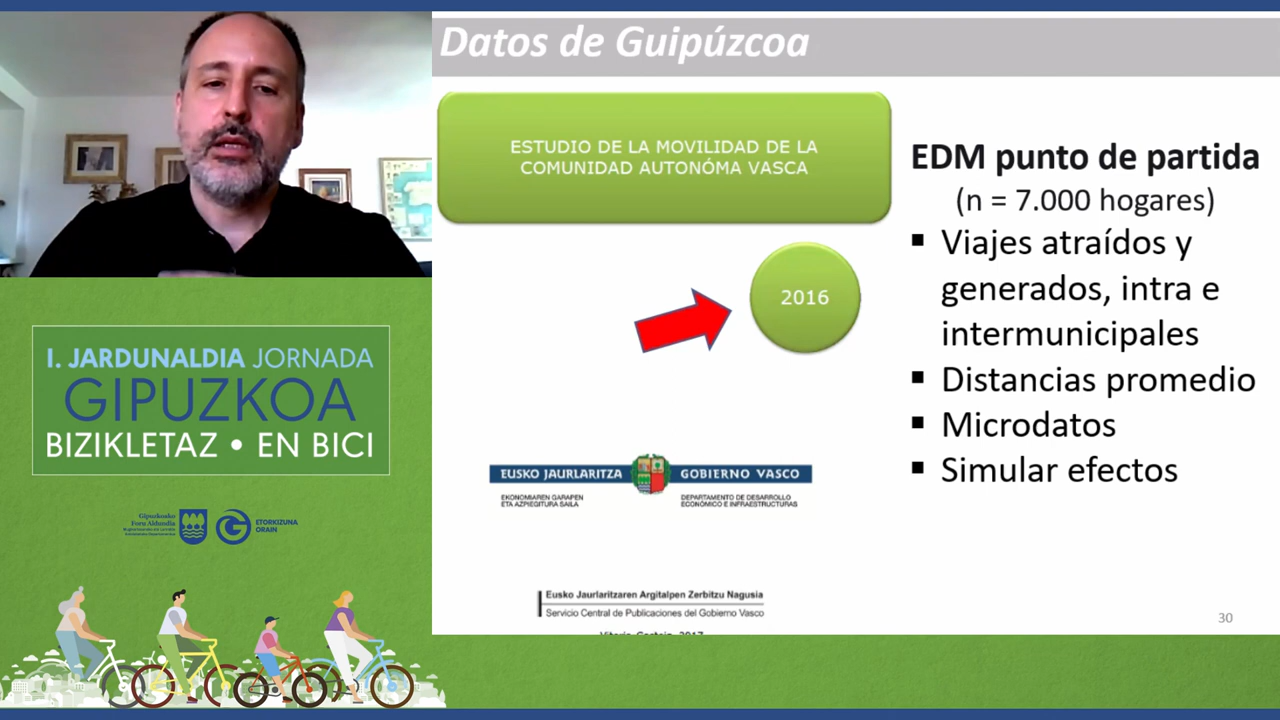 Datos de Guipúzcoa
ESTUDIO DE LA MOVILIDAD DE LA
COMUNIDAD AUTONÓMA VASCA
2016
EDM punto de partida
(n = 7.000 hogares)
▪ Viajes atraídos y
generados, intra e
intermunicipales
▪ Distancias promedio
▪ Microdatos
▪ Simular efectos
EUSKO JAURLARITZA
GOBIERNO VASCO
EKONOMIAREN GARAPEN
ETA AZPIEGITURA SAILA
DEPARTAMENTO DE DESARROLLO
ECONÓMICO E INFRAESTRUCTURAS
Eusko Jaurlaritzaren Argitalpen Zerbitzu Nagusia
Servicio Central de Publicaciones del Gobierno Vasco
30
I. JARDUNALDIA JORNADA
GIPUZKOA
BIZIKLETAZ • EN BICI
Gipuzkoako
Foru Aldundia
ETORKIZUNA
ORAIN